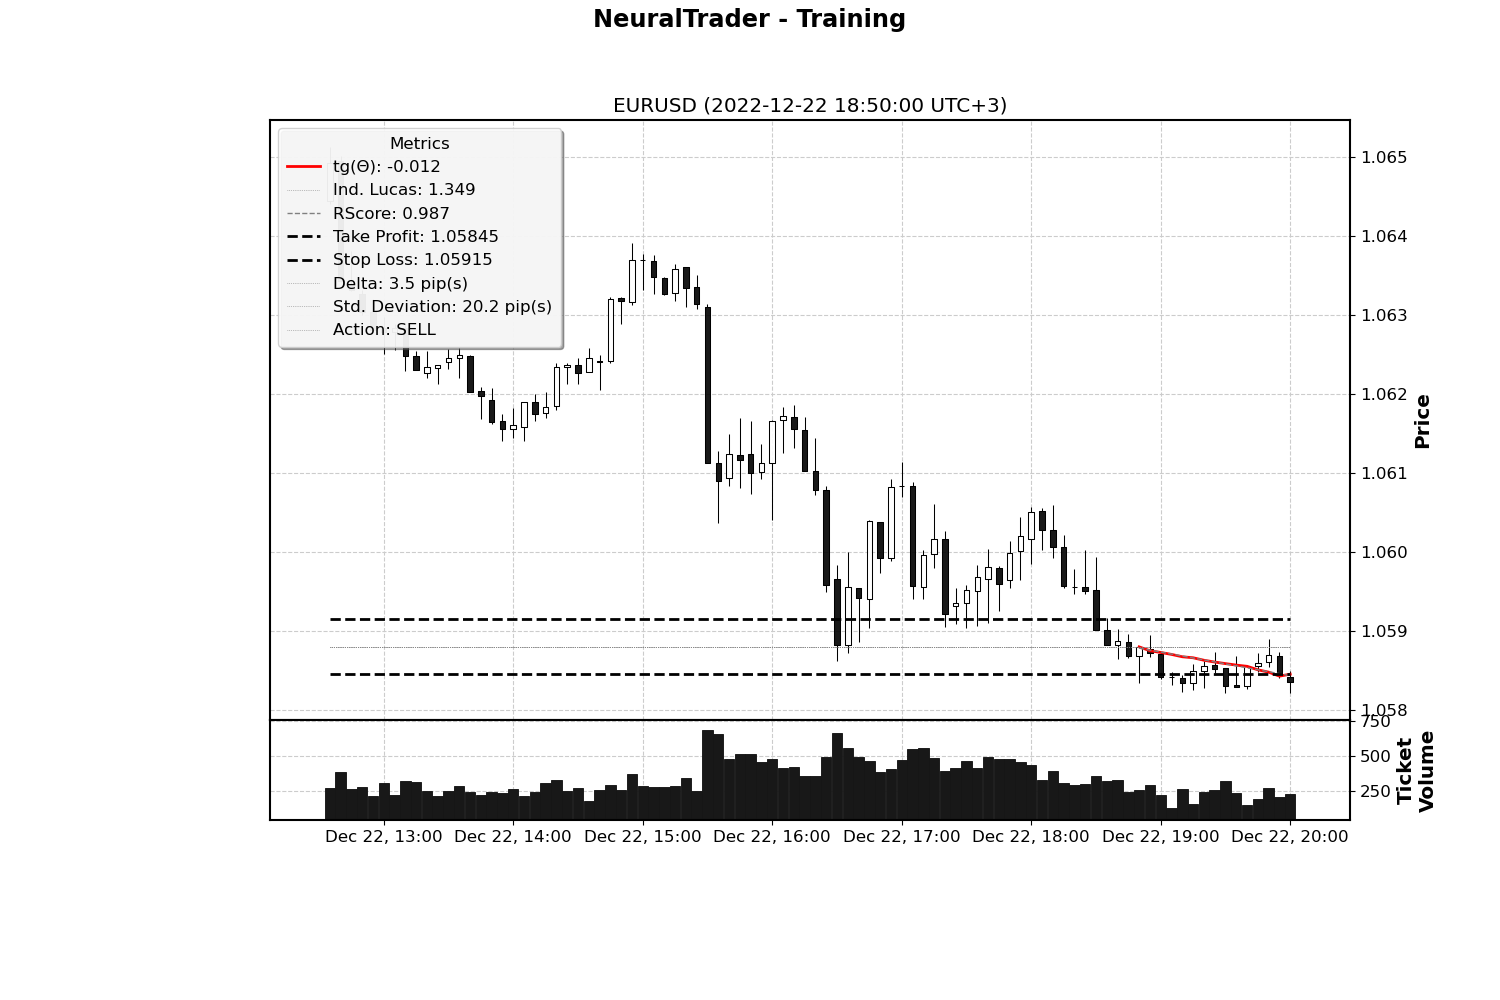 NeuralTrader - Training
EURUSD (2022-12-22 18:50:00 UTC+3)
Metrics
tg(Θ): -0.012
Ind. Lucas: 1.349
RScore: 0.987
Take Profit: 1.05845
Stop Loss: 1.05915
Delta: 3.5 pip(s)
Std. Deviation: 20.2 pip(s)
Action: SELL
1.065
1.064
1.063
1.062
1.061
1.060
1.059
1.058
Price
750
500
250
Ticket
Volume
Dec 22, 13:00 Dec 22, 14:00 Dec 22, 15:00 Dec 22, 16:00 Dec 22, 17:00 Dec 22, 18:00 Dec 22, 19:00 Dec 22, 20:00